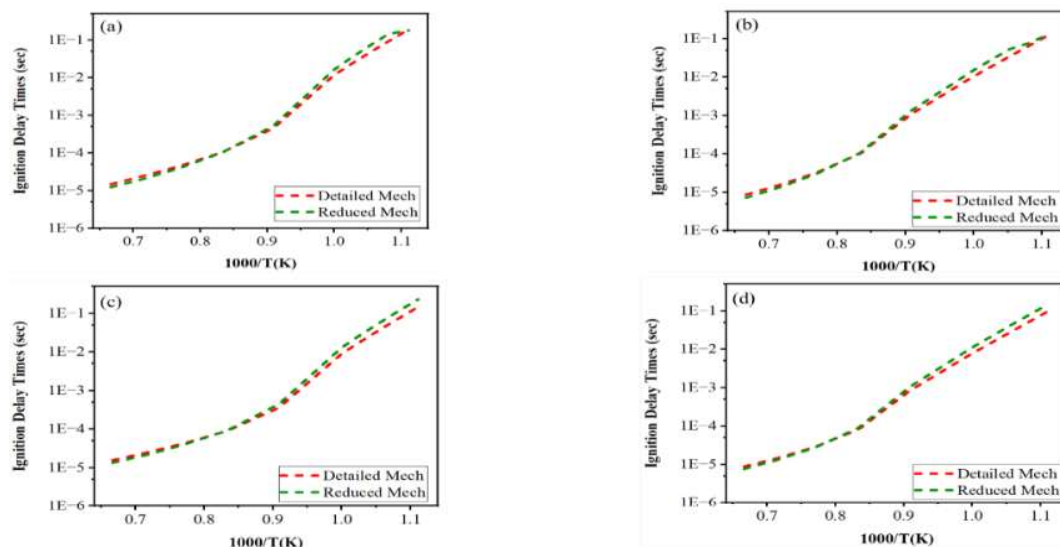 (a)
Ignition Delay Times (sec)
1E-1
1E-2
1E-3
1E-4
1E-5
1E-6
Detailed Mech
Reduced Mech
0.7 0.8 0.9 1.0 1.1
1000/T(K)
(b)
Ignition Delay Times (sec)
1E-1
1E-2
1E-3
1E-4
1E-5
1E-6
Detailed Mech
Reduced Mech
0.7 0.8 0.9 1.0 1.1
1000/T(K)
(c)
Ignition Delay Times (sec)
1E-1
1E-2
1E-3
1E-4
1E-5
1E-6
Detailed Mech
Reduced Mech
0.7 0.8 0.9 1.0 1.1
1000/T(K)
(d)
Ignition Delay Times (sec)
1E-1
1E-2
1E-3
1E-4
1E-5
1E-6
Detailed Mech
Reduced Mech
0.7 0.8 0.9 1.0 1.1
1000/T(K)